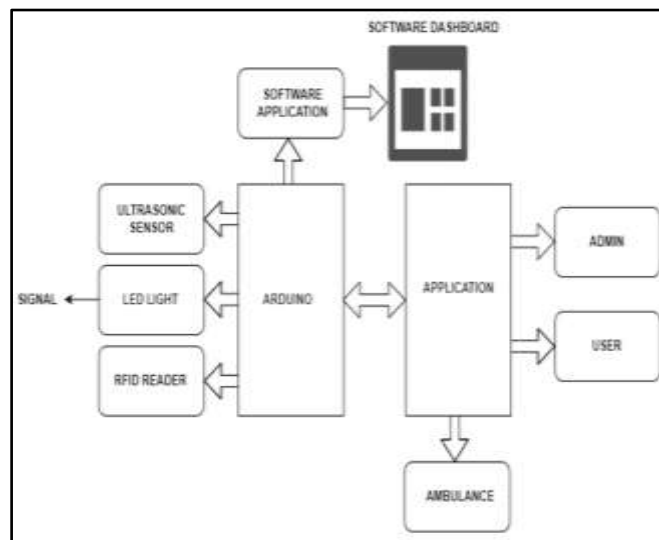 SOFTWARE DASHBOARD
SOFTWARE
APPLICATION
ULTRASONIC
SENSOR
ADMIN
SIGNAL
LED LIGHT
ARDUINO
APPLICATION
USER
RFID READER
AMBULANCE